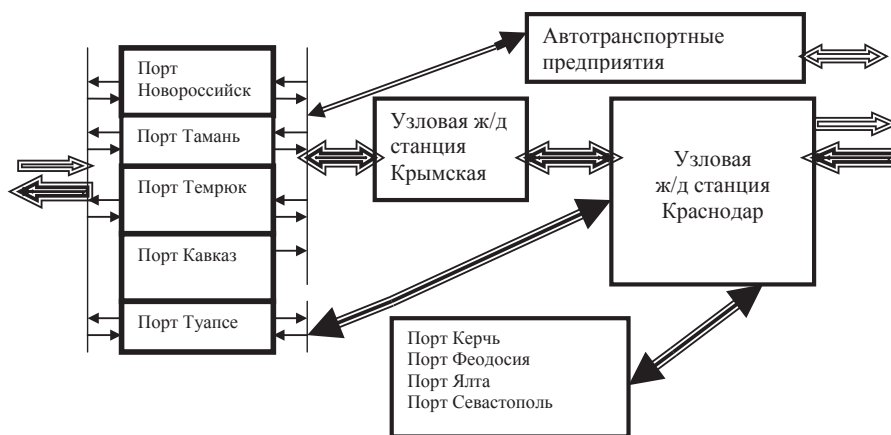 Порт
Новороссийск
Порт Тамань
Порт Темрюк
Порт Кавказ
Порт Туапсе
Автотранспортные
предприятия
Узловая ж/д
станция
Крымская
Узловая
ж/д станция
Краснодар
Порт Керчь
Порт Феодосия
Порт Ялта
Порт Севастополь